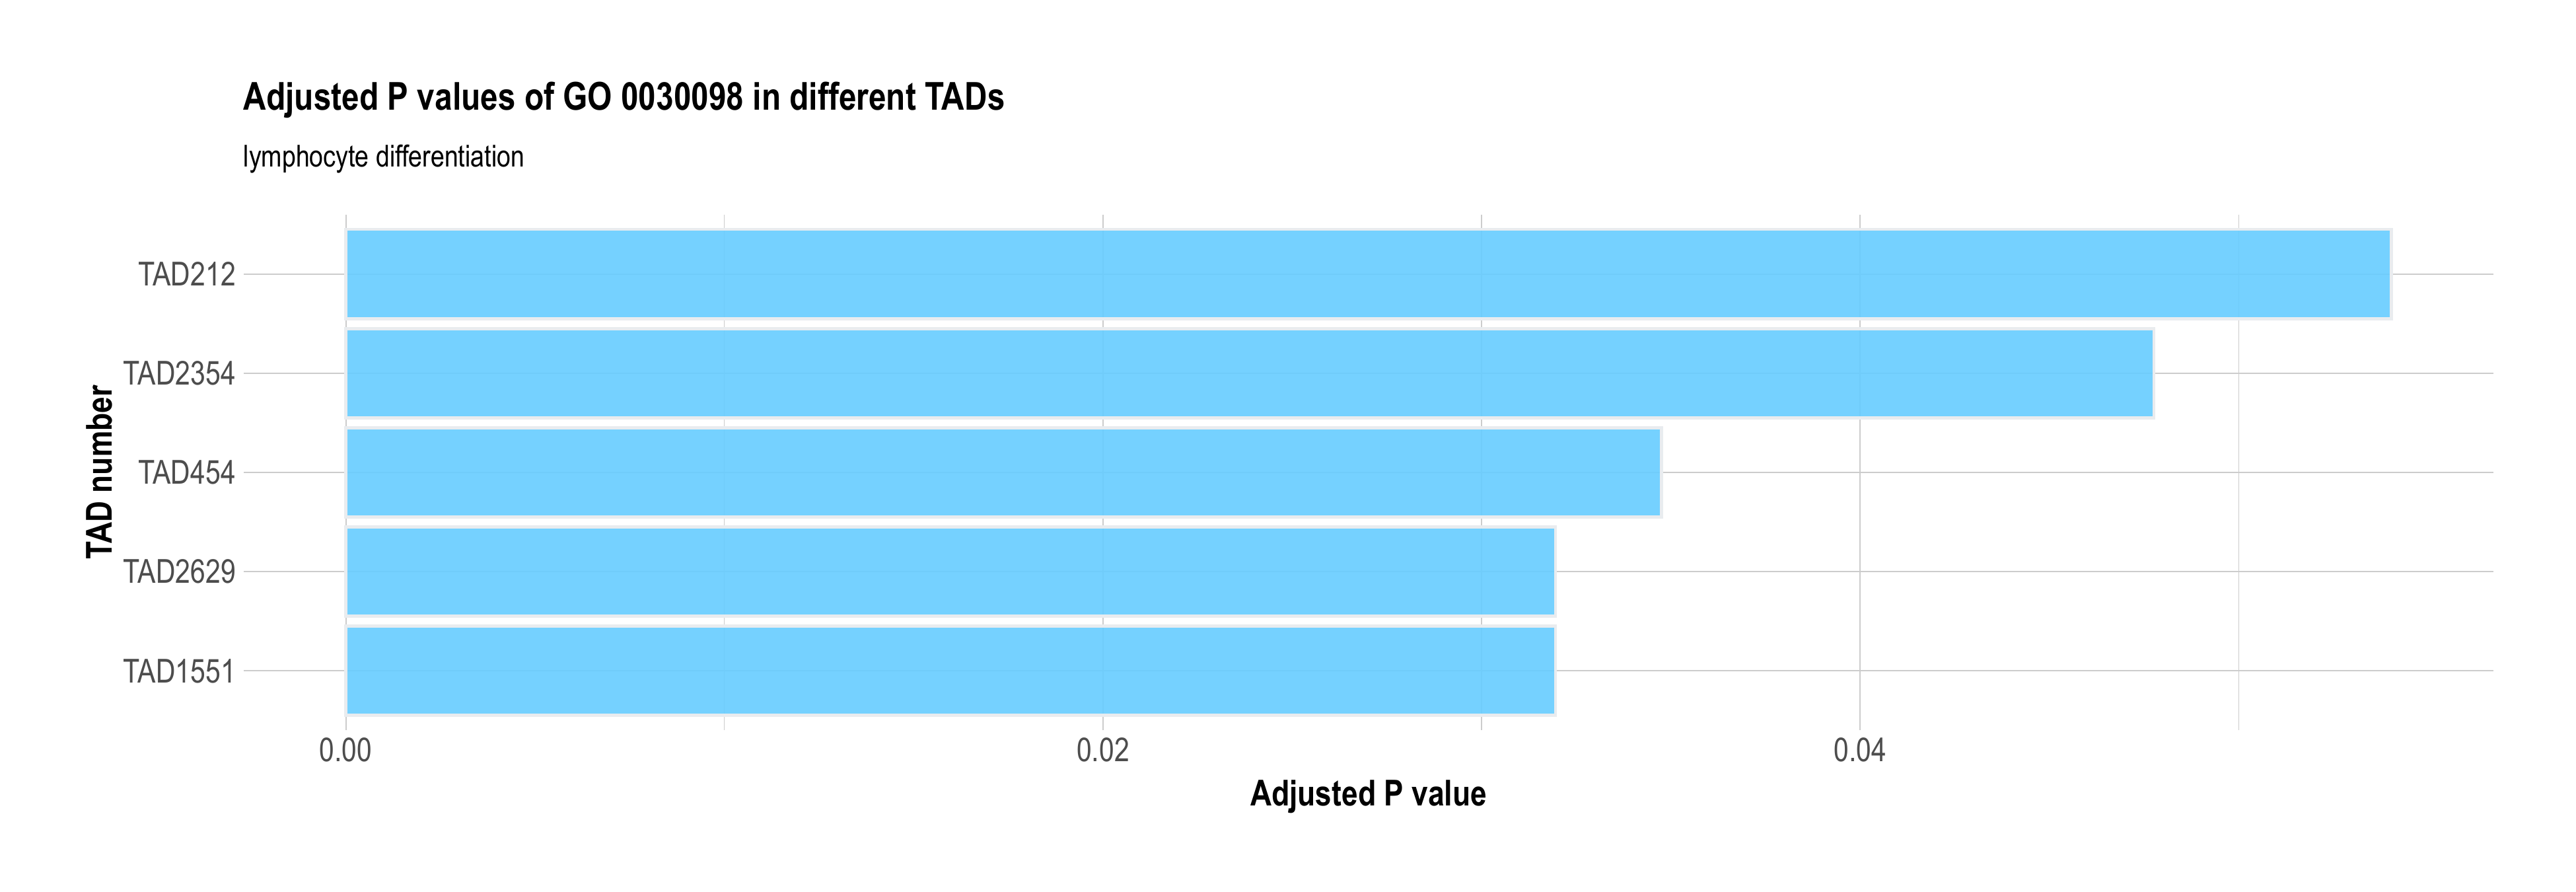 Adjusted P values of GO 0030098 in different TADs
lymphocyte differentiation
TAD number
TAD212
TAD2354
TAD454
TAD2629
TAD1551
0.00 0.02 0.04
Adjusted P value